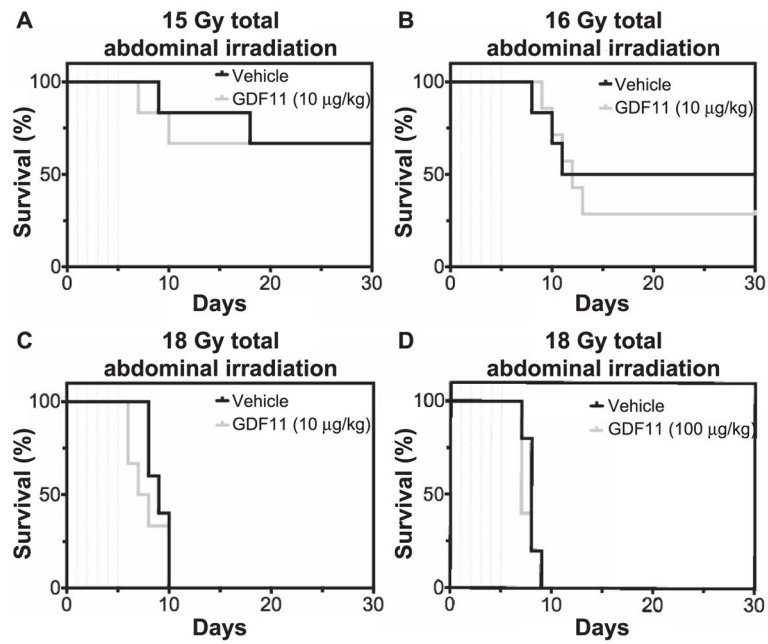 A
15 Gy total
abdominal irradiation
Survival (%)
100
50
0
Vehicle
GDF11 (10 μg/kg)
0 10 20 30
Days
B
16 Gy total
abdominal irradiation
Survival (%)
100
50
0
Vehicle
GDF11 (10 μg/kg)
0 10 20 30
Days
C
18 Gy total
abdominal irradiation
Survival (%)
100
50
0
Vehicle
GDF11 (10 μg/kg)
0 10 20 30
Days
D
18 Gy total
abdominal irradiation
Survival (%)
100
50
0
Vehicle
GDF11 (100 μg/kg)
0 10 20 30
Days